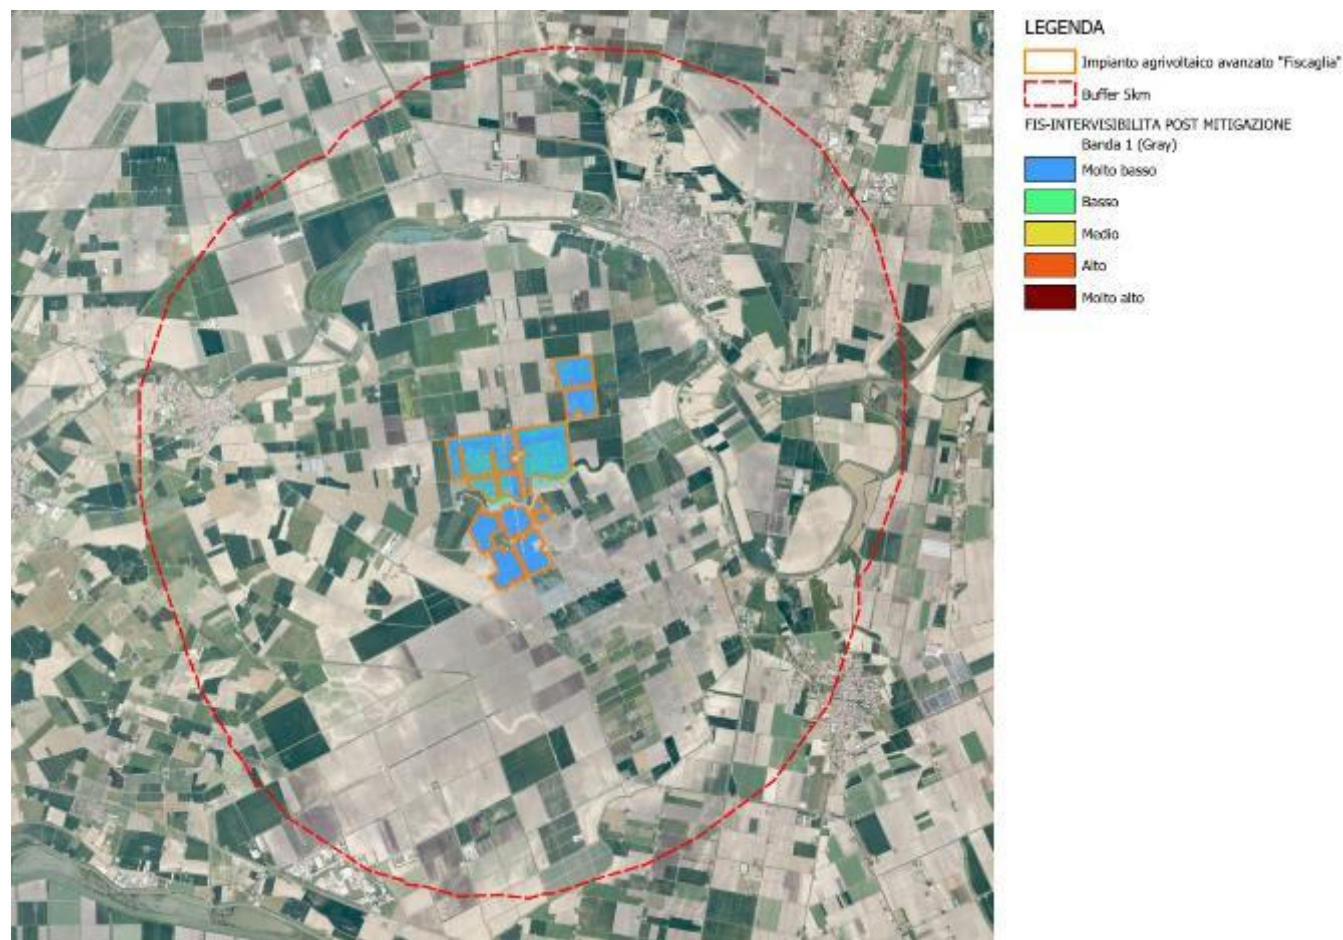 LEGENDA
Impianto agrivoltaico avanzato "Fiscaglia"
Buffer 5km
FIS-INTERVISIBILITA POST MITIGAZIONE
Banda 1 (Gray)
Molto basso
Basso
Medio
Alto
Molto alto